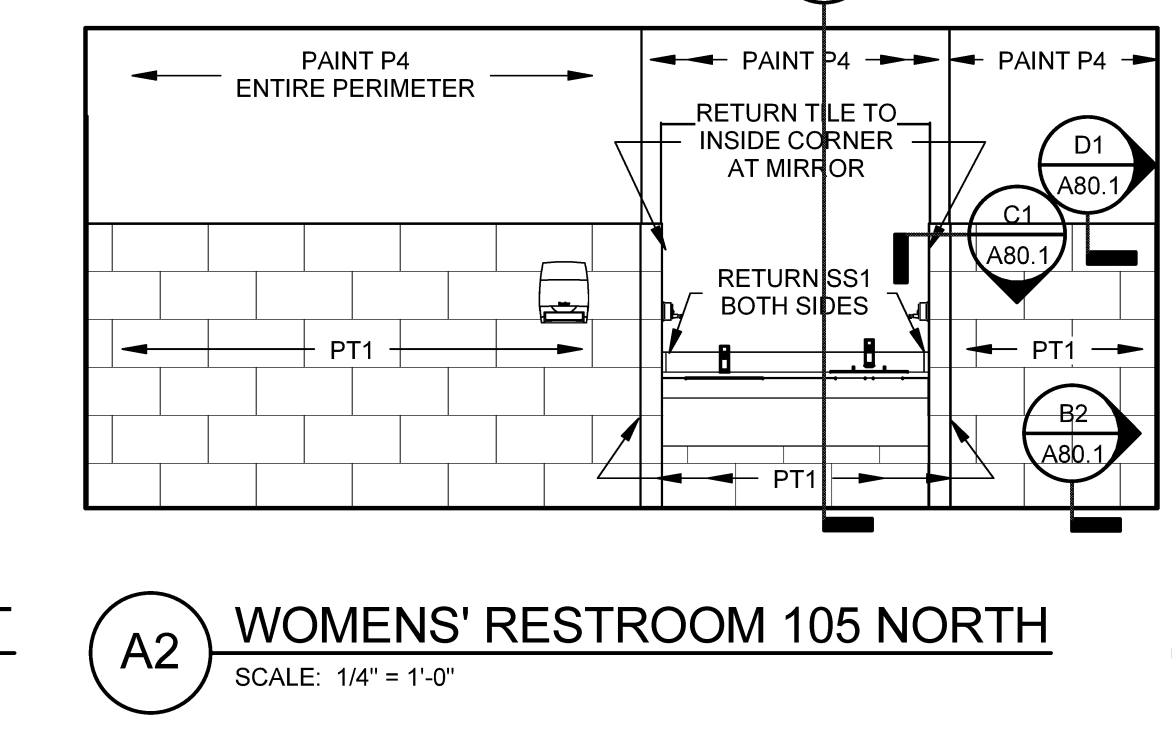 PAINT P4
ENTIRE PERIMETER
PAINT P4
PAINT P4
RETURN TILE TO
INSIDE CORNER
AT MIRROR
D1
A80.1
C1
A80.1
RETURN SS1
BOTH SIDES
PT1
PT1
B2
A80.1
PT1
A2
WOMENS' RESTROOM 105 NORTH
SCALE: 1/4" = 1'-0"